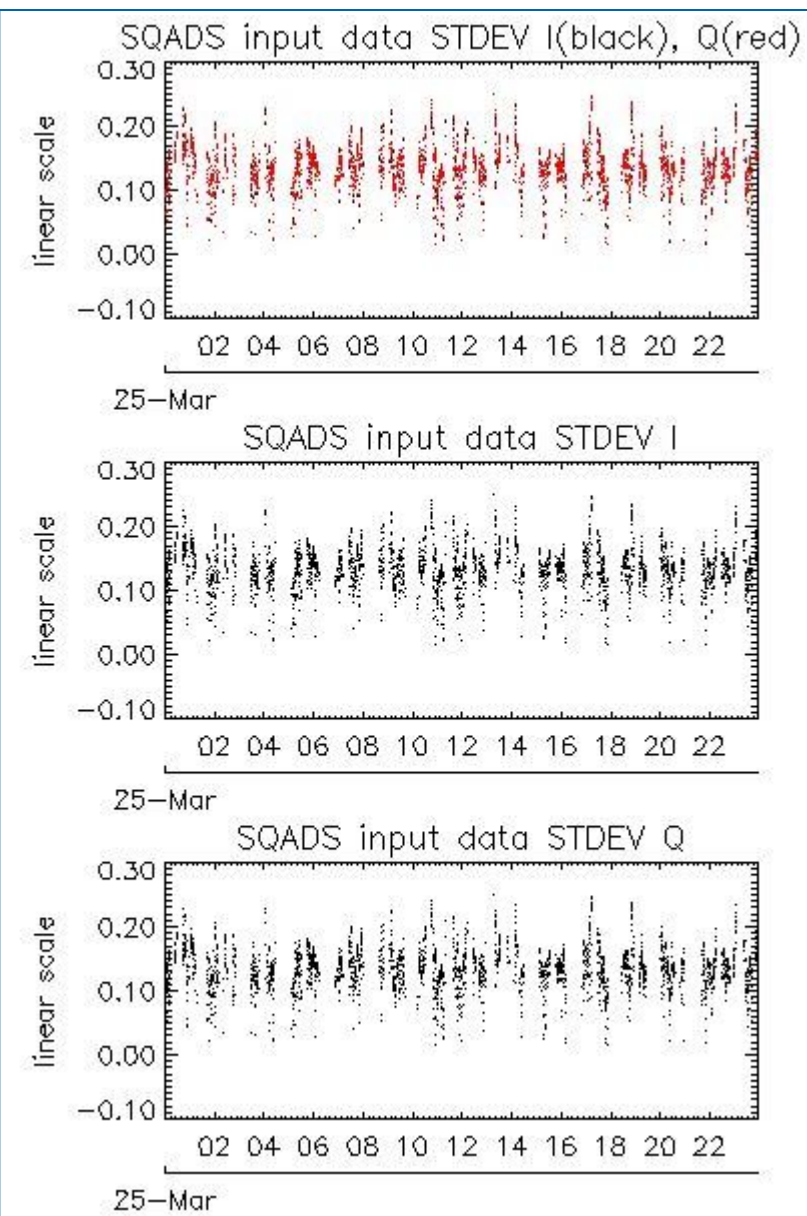 SQADS input data STDEV I(black), Q(red)
0.30
0.20
0.10
0.00
−0.10
linear scale
02 04 06 08 10 12 14 16 18 20 22
25−Mar
SQADS input data STDEV I
0.30
0.20
0.10
0.00
−0.10
linear scale
02 04 06 08 10 12 14 16 18 20 22
25−Mar
SQADS input data STDEV Q
0.30
0.20
0.10
0.00
−0.10
linear scale
02 04 06 08 10 12 14 16 18 20 22
25−Mar